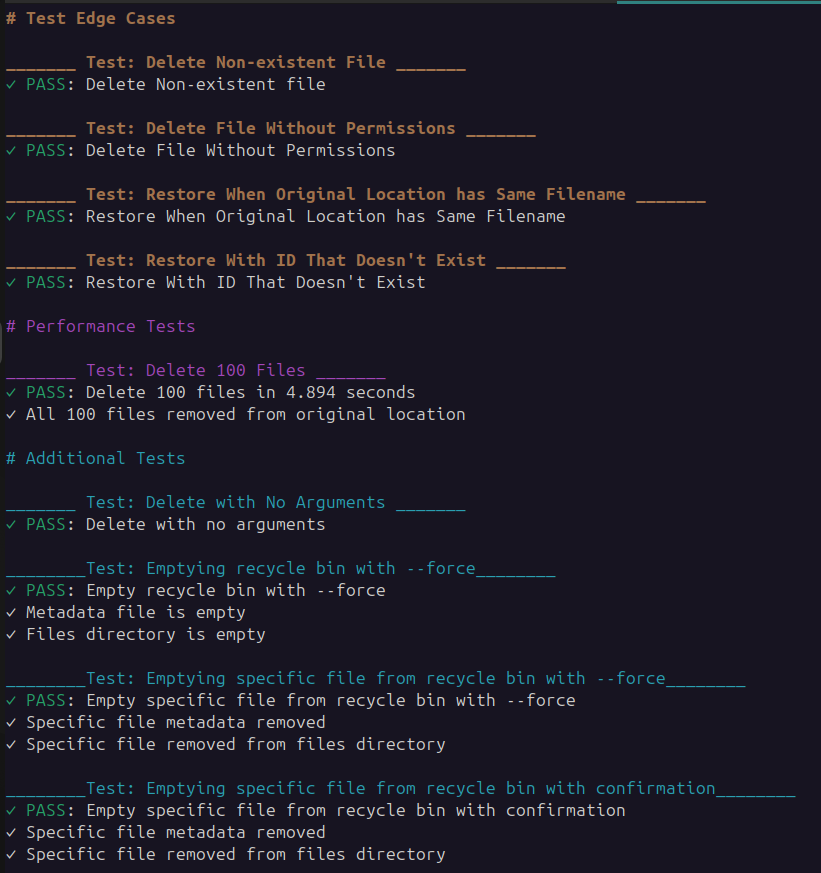 # Test Edge Cases
_______ Test: Delete Non-existent File _______
✓ PASS: Delete Non-existent file
_______ Test: Delete File Without Permissions _______
✓ PASS: Delete File Without Permissions
_______ Test: Restore When Original Location has Same Filename _______
✓ PASS: Restore When Original Location has Same Filename
_______ Test: Restore With ID That Doesn't Exist _______
✓ PASS: Restore With ID That Doesn't Exist
# Performance Tests
_______ Test: Delete 100 Files _______
✓ PASS: Delete 100 files in 4.894 seconds
✓ All 100 files removed from original location
# Additional Tests
_______ Test: Delete with No Arguments _______
✓ PASS: Delete with no arguments
________Test: Emptying recycle bin with --force________
✓ PASS: Empty recycle bin with --force
✓ Metadata file is empty
✓ Files directory is empty
________Test: Emptying specific file from recycle bin with --force________
✓ PASS: Empty specific file from recycle bin with --force
✓ Specific file metadata removed
✓ Specific file removed from files directory
________Test: Emptying specific file from recycle bin with confirmation________
✓ PASS: Empty specific file from recycle bin with confirmation
✓ Specific file metadata removed
✓ Specific file removed from files directory